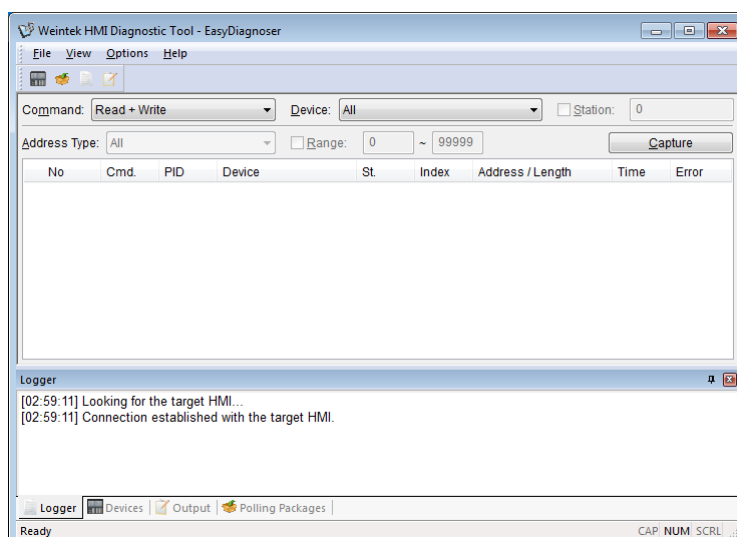 Weintek HMI Diagnostic Tool - EasyDiagnoser
File View Options Help
Command: Read + Write Device: All Station: 0
Address Type: All Range: 0 ~ 99999 Capture
No Cmd. PID Device St. Index Address / Length Time Error
Logger
[02:59:11] Looking for the target HMI...
[02:59:11] Connection established with the target HMI.
Logger Devices Output Polling Packages
Ready CAP NUM SCRL